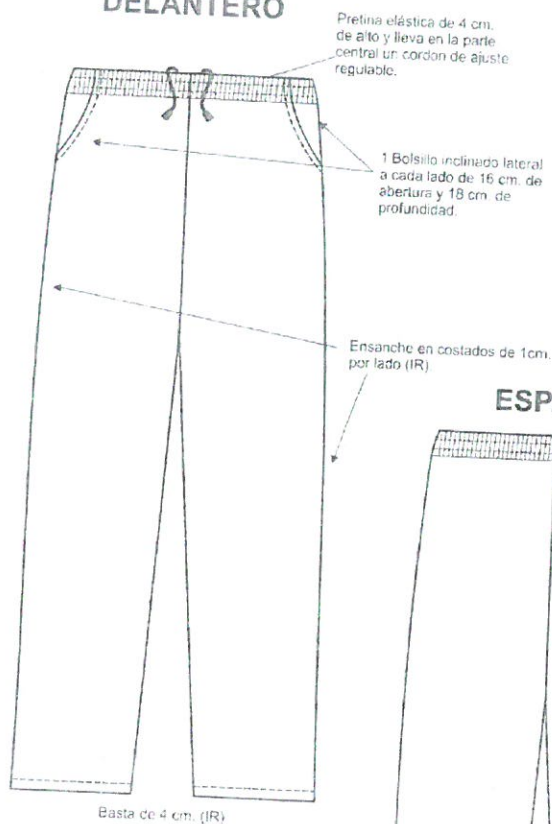 DELANTERO
Pretina elástica de 4 cm.
de alto y lleva en la parte
central un cordon de ajuste
regulable.
1 Bolsillo inclinado lateral
a cada lado de 16 cm. de
abertura y 18 cm. de
profundidad.
Ensanche en costados de 1cm.
por lado (IR)
ESP
Basta de 4 cm. (IR)